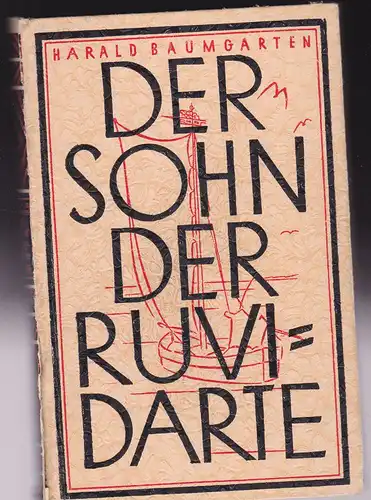 HARALD BAUMGARTEN
DER
SOHN
DER
RUVI=
DARTE